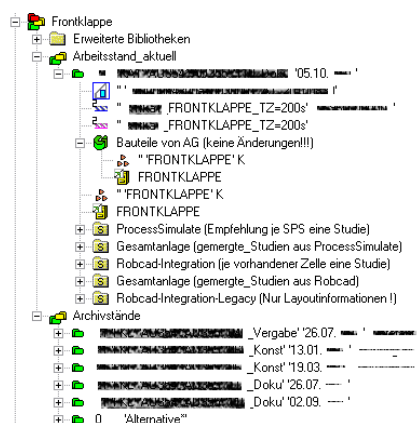 Frontklappe
Erweiterte Bibliotheken
Arbeitsstand_aktuell
'05.10. '
" '
" _FRONTKLAPPE_TZ=200s'
" _FRONTKLAPPE_TZ=200s'
Bauteile von AG (keine Änderungen!!!)
" 'FRONTKLAPPE' K
FRONTKLAPPE
" 'FRONTKLAPPE' K
FRONTKLAPPE
ProcessSimulate (Empfehlung je SPS eine Studie)
Gesamtanlage (gemergte_Studien aus ProcessSimulate)
Robcad-Integration (je vorhandener Zelle eine Studie)
Gesamtanlage (gemergte_Studien aus Robcad)
Robcad-Integration-Legacy (Nur Layoutinformationen !)
Archivstände
_Vergabe' '26.07. '
_Konst' '13.01. '
_Konst' '19.03.
_Doku' '26.07. '
_Doku' '02.09. '
0 'Alternative'"